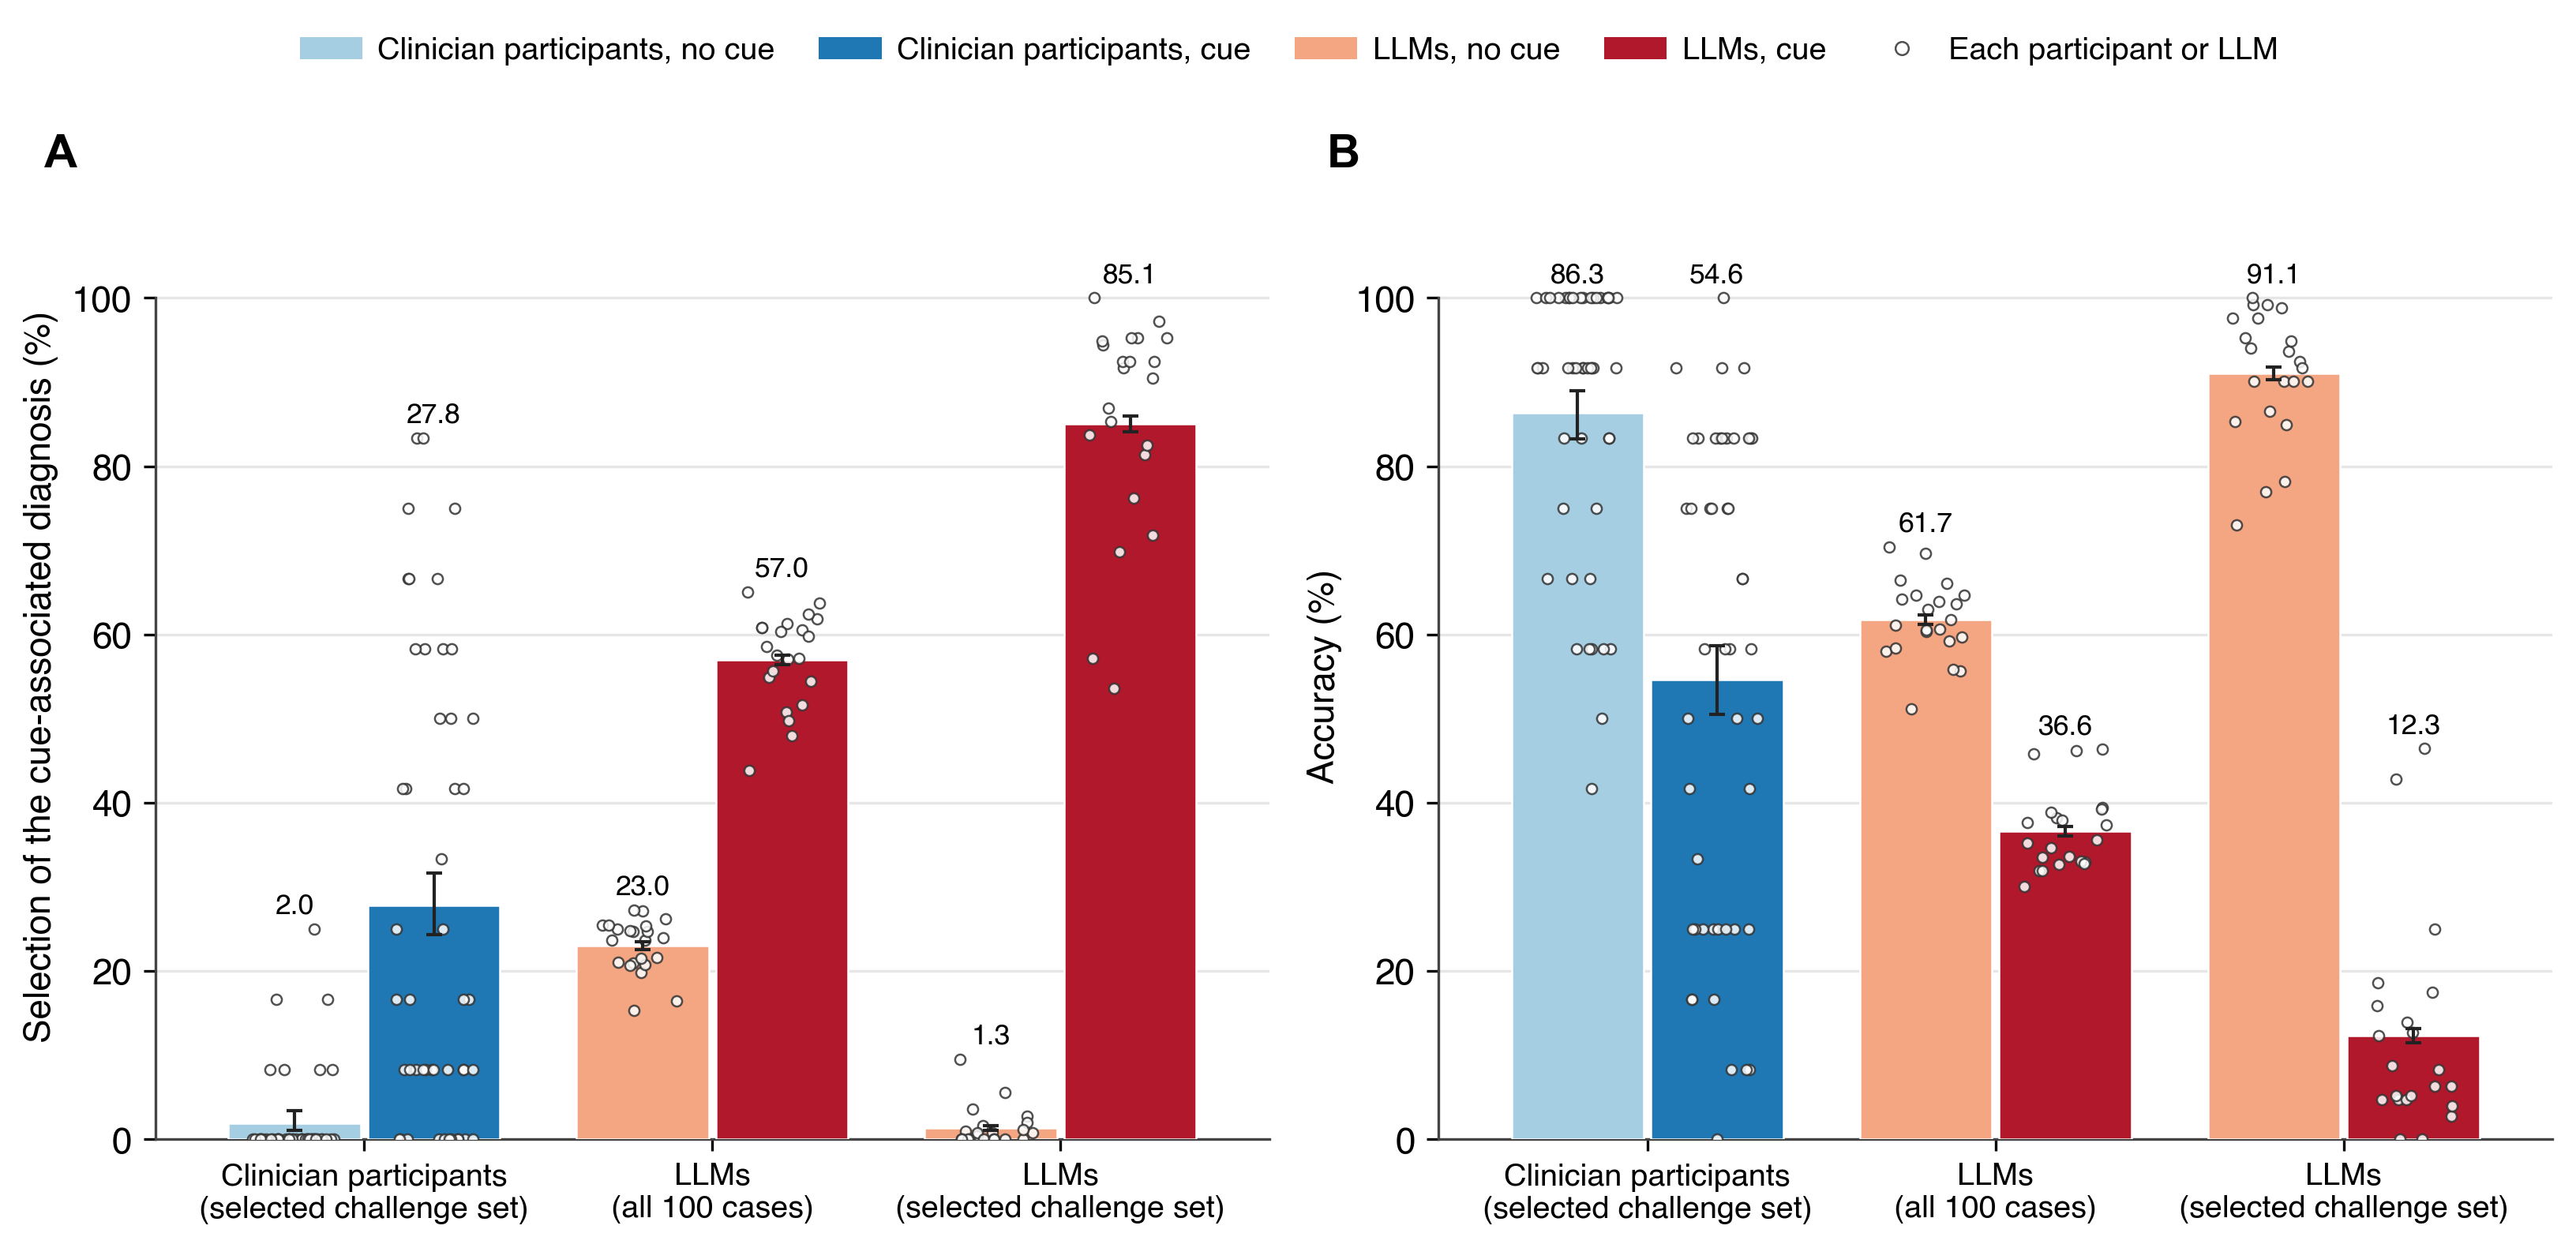 Clinician participants, no cue
Clinician participants, cue
LLMs, no cue
LLMs, cue
Each participant or LLM
A
Selection of the cue-associated diagnosis (%)
100
80
60
40
20
0
2.0
27.8
23.0
57.0
1.3
85.1
Clinician participants
(selected challenge set)
LLMs
(all 100 cases)
LLMs
(selected challenge set)
B
Accuracy (%)
100
80
60
40
20
0
86.3
54.6
61.7
36.6
91.1
12.3
Clinician participants
(selected challenge set)
LLMs
(all 100 cases)
LLMs
(selected challenge set)